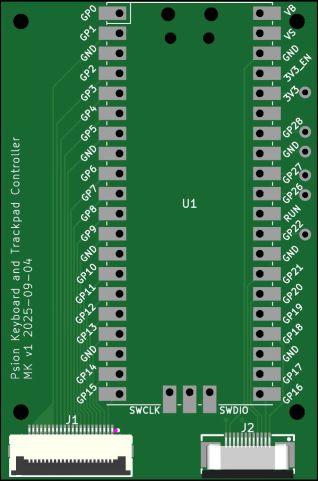 GP0
GP1
GND
GP2
GP3
GP4
GP5
GND
GP6
GP7
GP8
GP9
GND
GP10
GP11
GP12
GP13
GND
GP14
GP15
VB
VS
GND
3V3_EN
3V3
GP28
GND
GP27
GP26
RUN
GP22
GND
GP21
GP20
GP19
GP18
GND
GP17
GP16
U1
Psion Keyboard and Trackpad Controller
MK v1 2025-09-04
SWCLK
SWDIO
J1
J2